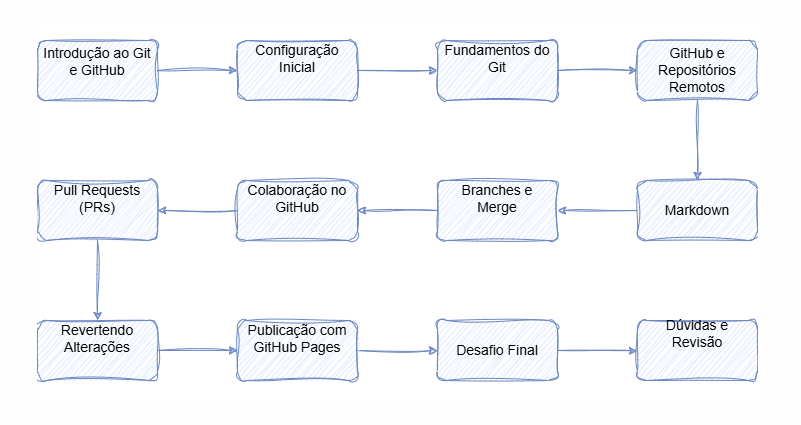 Introdução ao Git
e GitHub
Configuração
Inicial
Fundamentos do
Git
GitHub e
Repositórios
Remotos
Markdown
Branches e
Merge
Colaboração no
GitHub
Pull Requests
(PRs)
Revertendo
Alterações
Publicação com
GitHub Pages
Desafio Final
Dúvidas e
Revisão